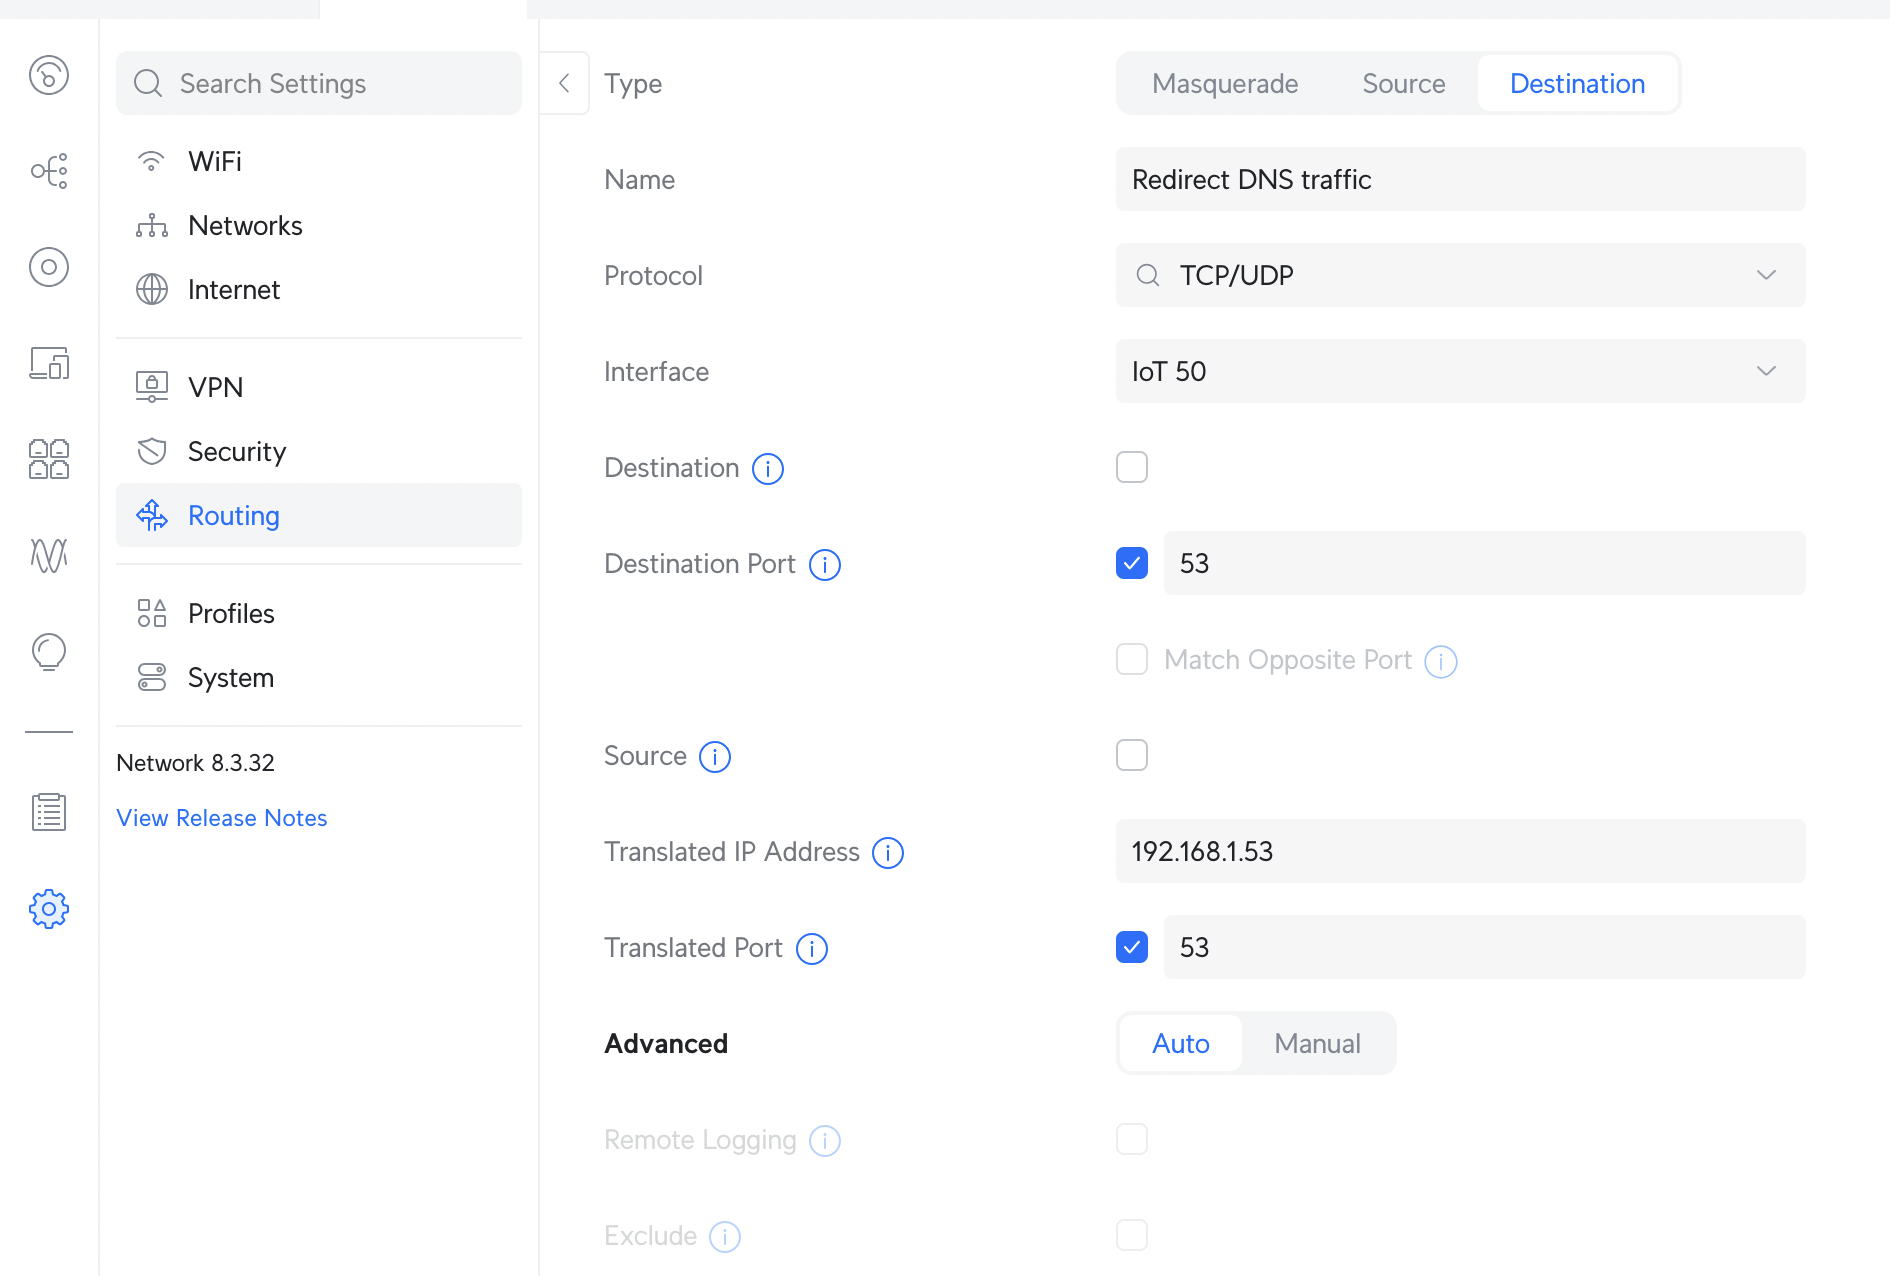 Search Settings
WiFi
Networks
Internet
VPN
Security
Routing
Profiles
System
Network 8.3.32
View Release Notes
Type
Masquerade Source Destination
Name
Redirect DNS traffic
Protocol
TCP/UDP
Interface
IoT 50
Destination
Destination Port
53
Match Opposite Port
Source
Translated IP Address
192.168.1.53
Translated Port
53
Advanced
Auto Manual
Remote Logging
Exclude